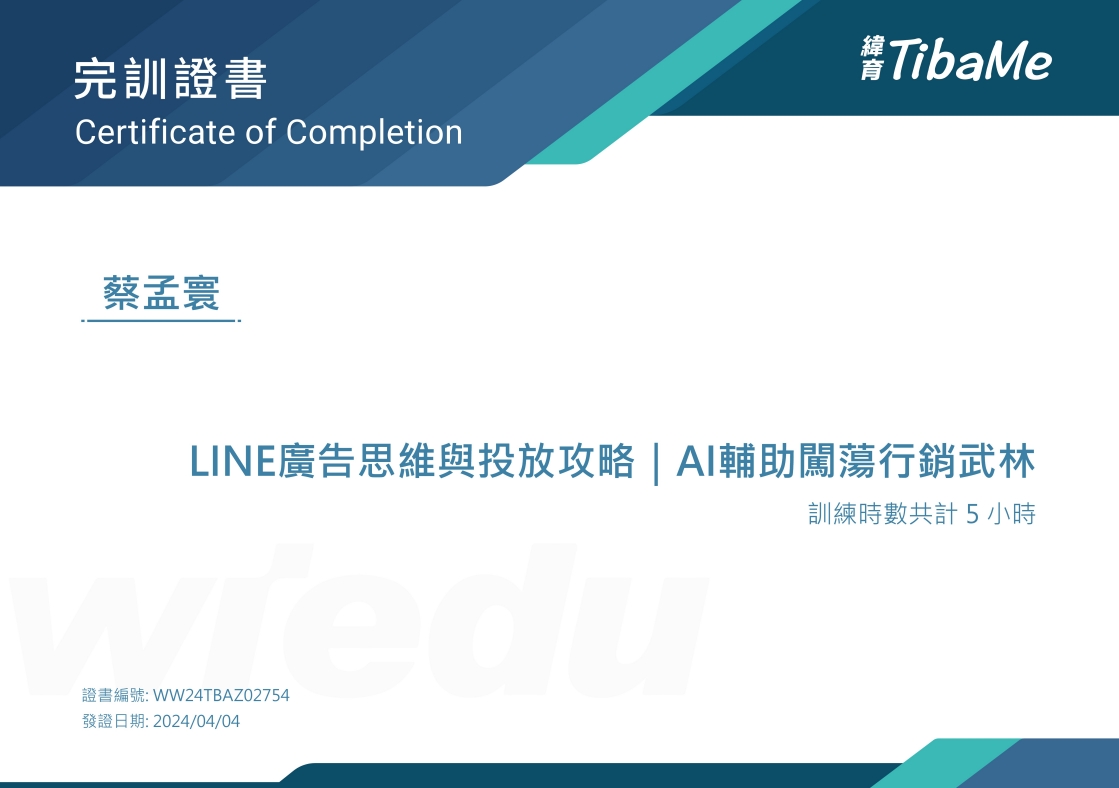 完訓證書
Certificate of Completion
緯育 TibaMe
蔡孟寰
LINE廣告思維與投放攻略｜AI輔助闖蕩行銷武林
訓練時數共計 5 小時
wiedu
證書編號: WW24TBAZ02754
發證日期: 2024/04/04